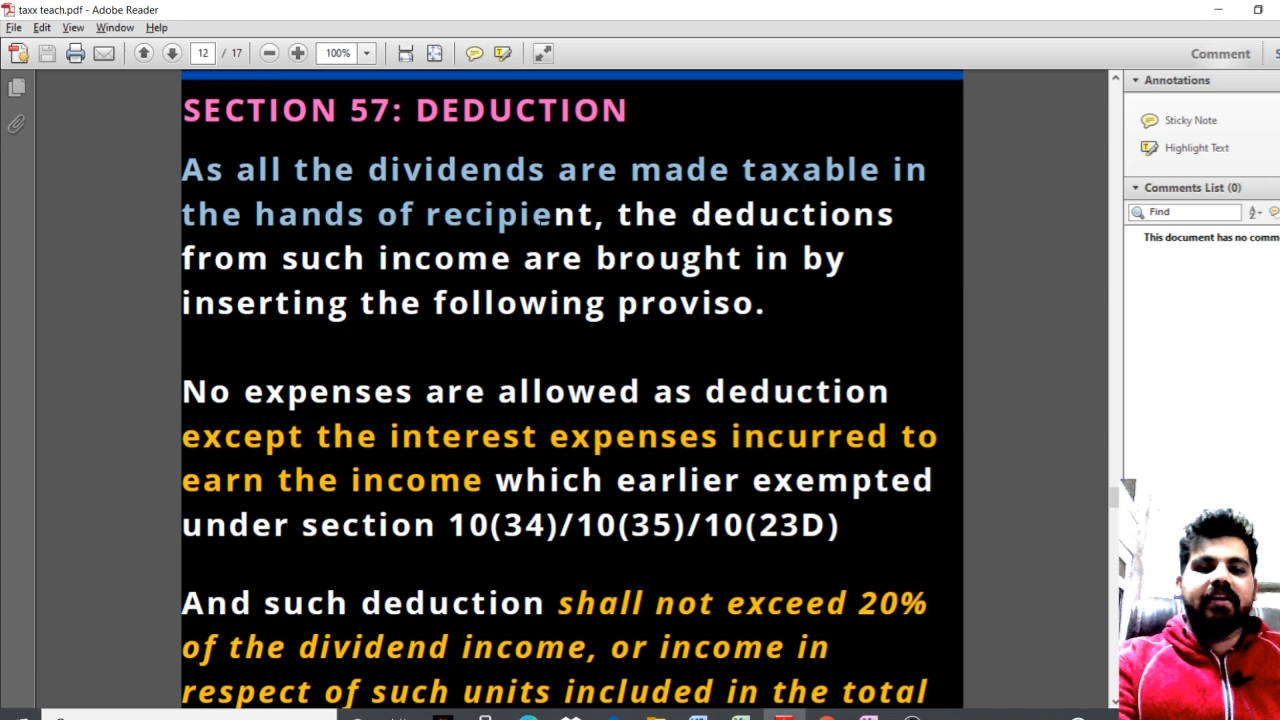 taxx teach.pdf - Adobe Reader
File Edit View Window Help
12 / 17 100% Comment
Annotations
Sticky Note
Highlight Text
Comments List (0)
Find
This document has no comm
SECTION 57: DEDUCTION
As all the dividends are made taxable in
the hands of recipient, the deductions
from such income are brought in by
inserting the following proviso.
No expenses are allowed as deduction
except the interest expenses incurred to
earn the income which earlier exempted
under section 10(34)/10(35)/10(23D)
And such deduction shall not exceed 20%
of the dividend income, or income in
respect of such units included in the total